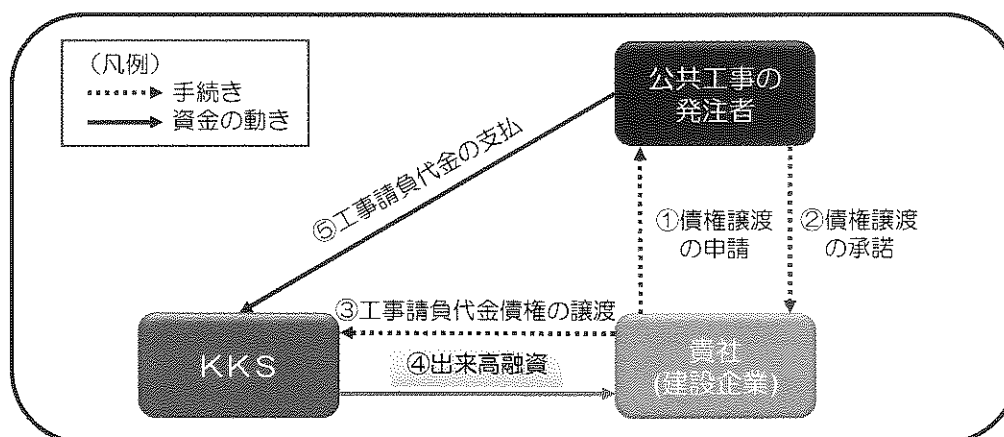 (凡例)
手続き
資金の動き
公共工事の
発注者
⑤工事請負代金の支払
①債権譲渡
の申請
②債権譲渡
の承諾
③工事請負代金債権の譲渡
KKS
④出来高融資
貴社
(建設企業)